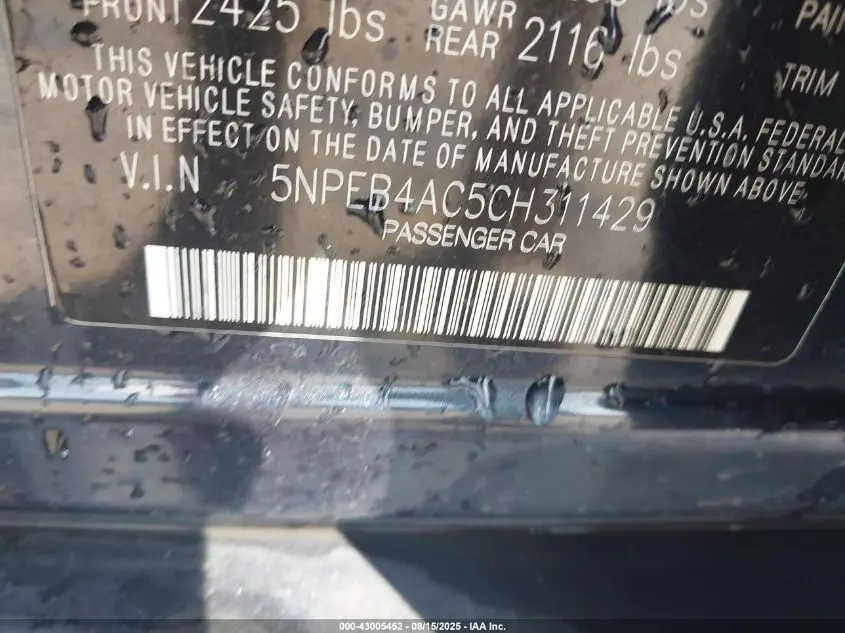 FRONT 2425 lbs
GAWR
REAR 2116 lbs
PAI
TRIM
THIS VEHICLE CONFORMS TO ALL APPLICABLE U.S.A. FEDERAL
MOTOR VEHICLE SAFETY, BUMPER, AND THEFT PREVENTION STANDAR
IN EFFECT ON THE DATE OF MANUFACTURE SHOWN ABOVE.
V.I.N 5NPEB4AC5CH311429
PASSENGER CAR
000-43005452 - 08/15/2025 - IAA Inc.